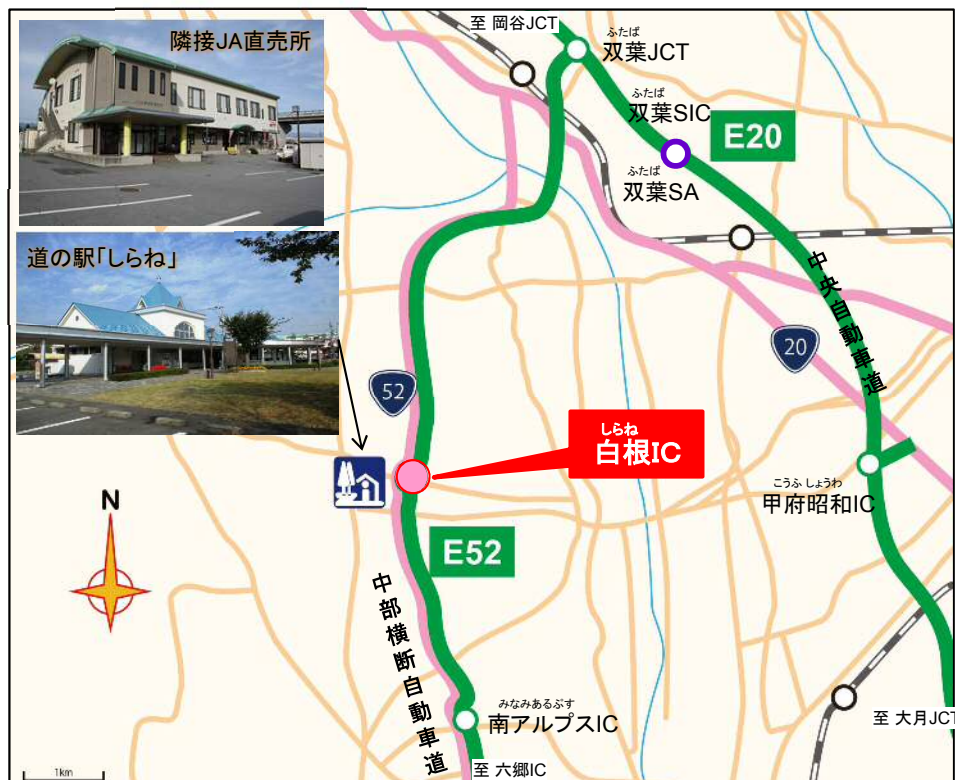 至 岡谷JCT
隣接JA直売所
ふたば
双葉JCT
ふたば
双葉SIC
E20
ふたば
双葉SA
道の駅「しらね」
中央自動車道
20
52
しらね
白根IC
こうふ しょうわ
甲府昭和IC
N
E52
中部横断自動車道
みなみあるぷす
南アルプスIC
至 大月JCT
至 六郷IC
1km